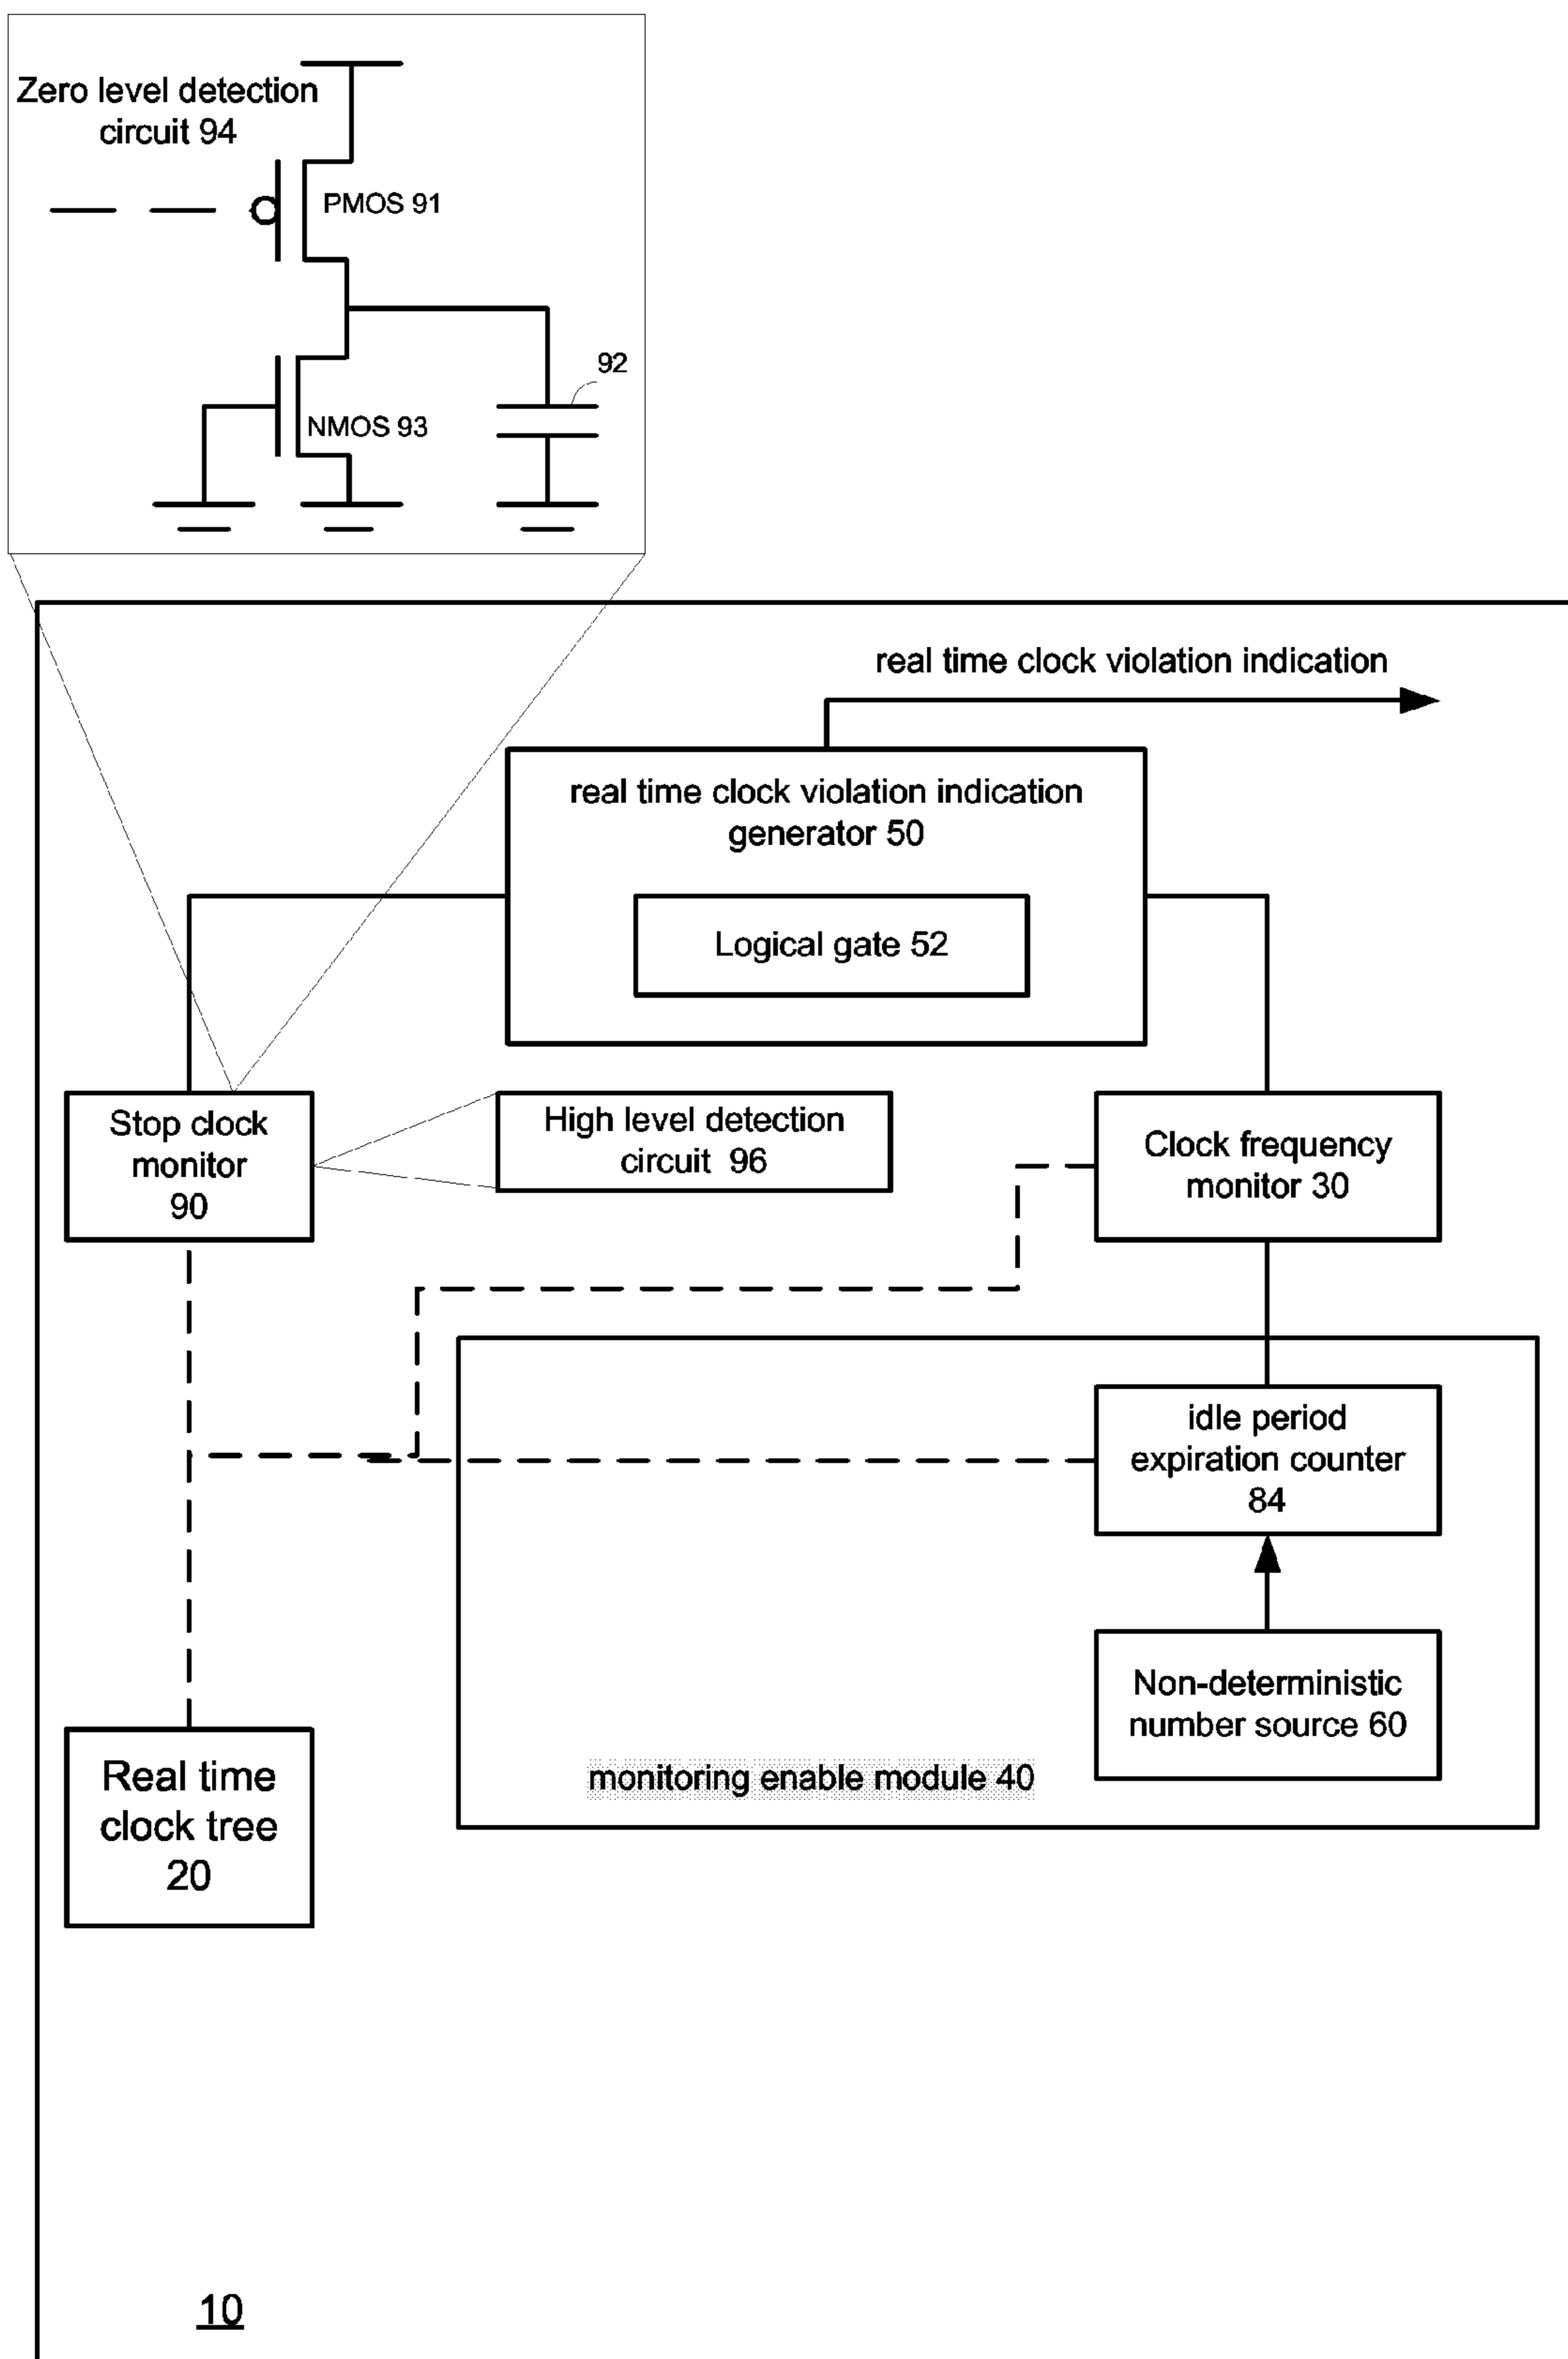 Zero level detection
circuit 94
PMOS 91
92
NMOS 93
real time clock violation indication
real time clock violation indication
generator 50
Logical gate 52
Stop clock
monitor
90
High level detection
circuit 96
Clock frequency
monitor 30
idle period
expiration counter
84
Non-deterministic
number source 60
monitoring enable module 40
Real time
clock tree
20
10